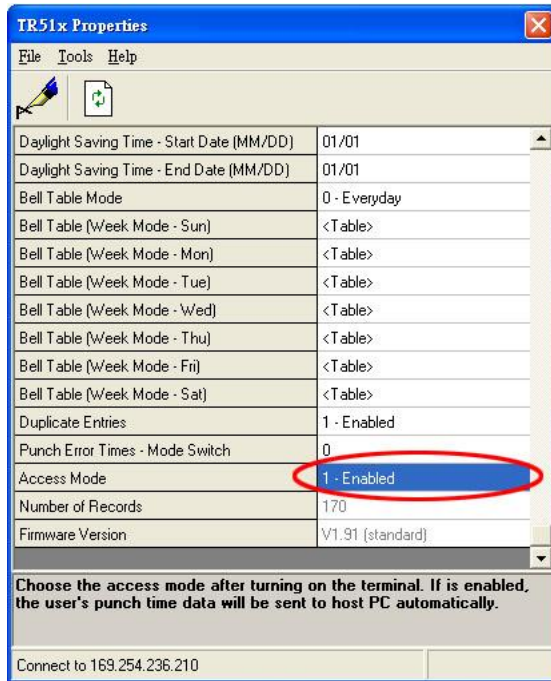 TR51x Properties
File Tools Help
Daylight Saving Time - Start Date (MM/DD) 01/01
Daylight Saving Time - End Date (MM/DD) 01/01
Bell Table Mode 0 - Everyday
Bell Table (Week Mode - Sun) <Table>
Bell Table (Week Mode - Mon) <Table>
Bell Table (Week Mode - Tue) <Table>
Bell Table (Week Mode - Wed) <Table>
Bell Table (Week Mode - Thu) <Table>
Bell Table (Week Mode - Fri) <Table>
Bell Table (Week Mode - Sat) <Table>
Duplicate Entries 1 - Enabled
Punch Error Times - Mode Switch 0
Access Mode 1 - Enabled
Number of Records 170
Firmware Version V1.91 (standard)
Choose the access mode after turning on the terminal. If is enabled,
the user's punch time data will be sent to host PC automatically.
Connect to 169.254.236.210